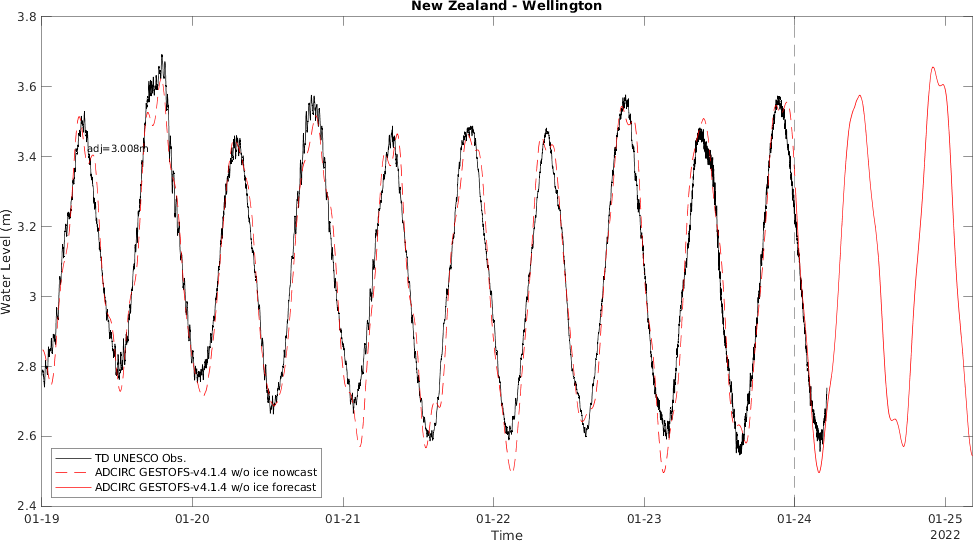 New Zealand - Wellington
Water Level (m)
3.8
3.6
3.4
3.2
3
2.8
2.6
2.4
adj=3.008m
TD UNESCO Obs.
ADCIRC GESTOFS-v4.1.4 w/o ice nowcast
ADCIRC GESTOFS-v4.1.4 w/o ice forecast
01-19 01-20 01-21 01-22 01-23 01-24 01-25
Time 2022